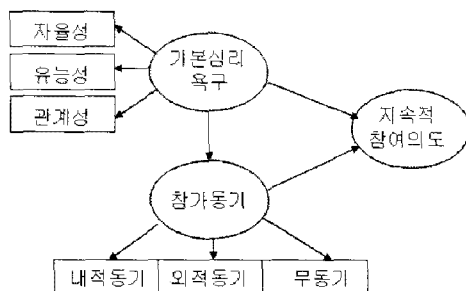 자율성
유능성
관계성
기본심리
욕구
지속적
참여의도
참가동기
내적동기 외적동기 무동기